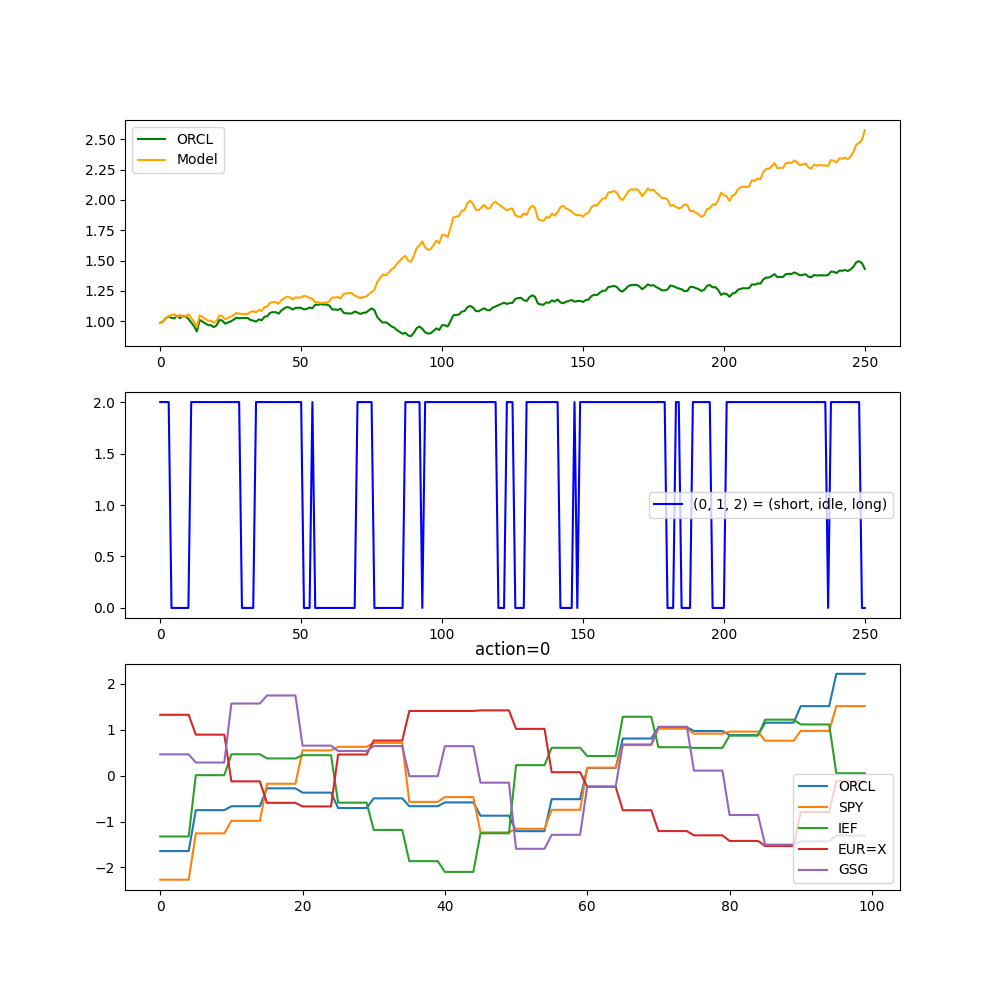 2.50
2.25
2.00
1.75
1.50
1.25
1.00
ORCL
Model
0 50 100 150 200 250
2.0
1.5
1.0
0.5
0.0
(0, 1, 2) = (short, idle, long)
0 50 100 150 200 250
action=0
2
1
0
−1
−2
ORCL
SPY
IEF
EUR=X
GSG
0 20 40 60 80 100